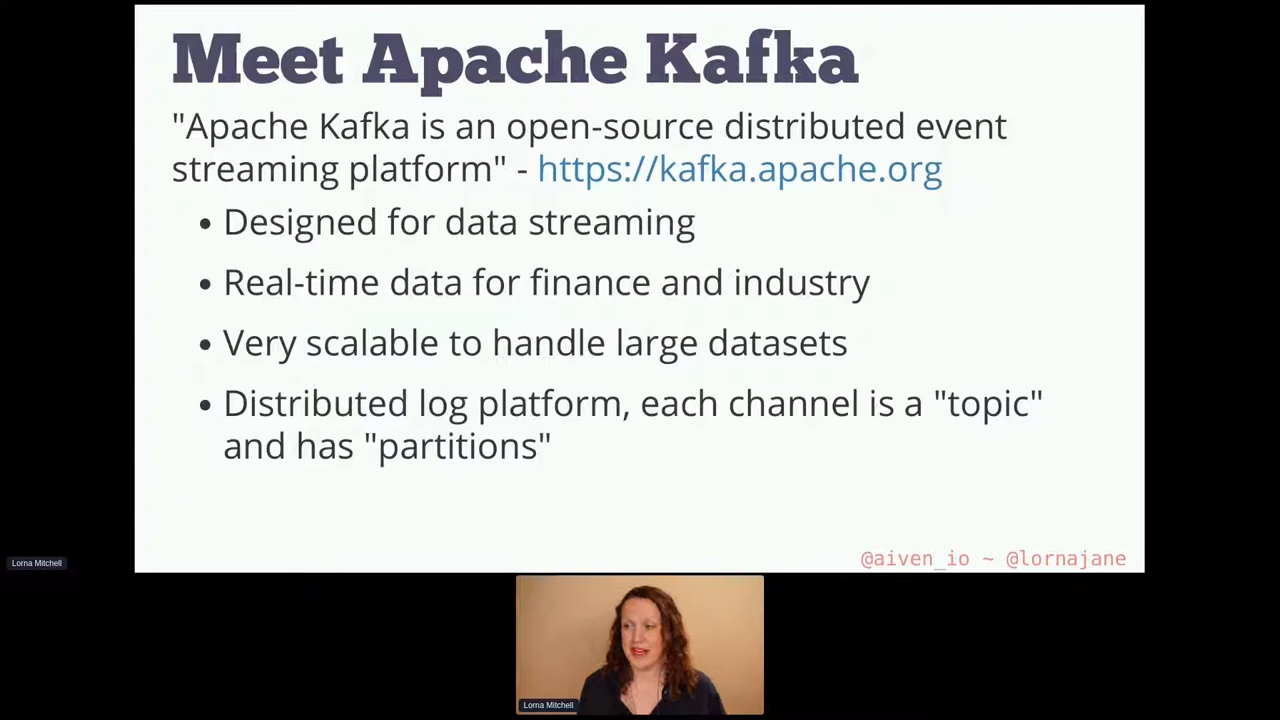 Meet Apache Kafka
"Apache Kafka is an open-source distributed event
streaming platform" - https://kafka.apache.org
• Designed for data streaming
• Real-time data for finance and industry
• Very scalable to handle large datasets
• Distributed log platform, each channel is a "topic"
and has "partitions"
@aiven_io ~ @lornajane
Lorna Mitchell
Lorna Mitchell